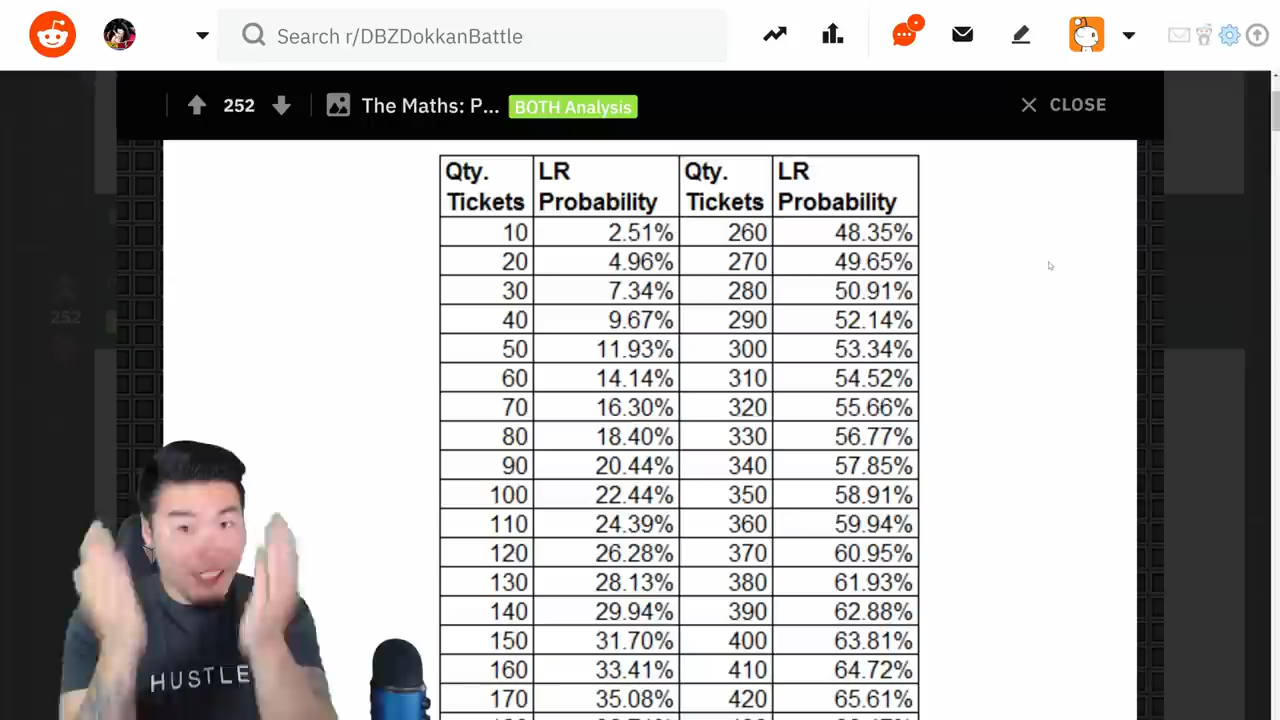 Search r/DBZDokkanBattle
252
The Maths: P...
BOTH Analysis
CLOSE
252
Qty. Tickets LR Probability Qty. Tickets LR Probability
10 2.51% 260 48.35%
20 4.96% 270 49.65%
30 7.34% 280 50.91%
40 9.67% 290 52.14%
50 11.93% 300 53.34%
60 14.14% 310 54.52%
70 16.30% 320 55.66%
80 18.40% 330 56.77%
90 20.44% 340 57.85%
100 22.44% 350 58.91%
110 24.39% 360 59.94%
120 26.28% 370 60.95%
130 28.13% 380 61.93%
140 29.94% 390 62.88%
150 31.70% 400 63.81%
160 33.41% 410 64.72%
170 35.08% 420 65.61%
HUSTLE